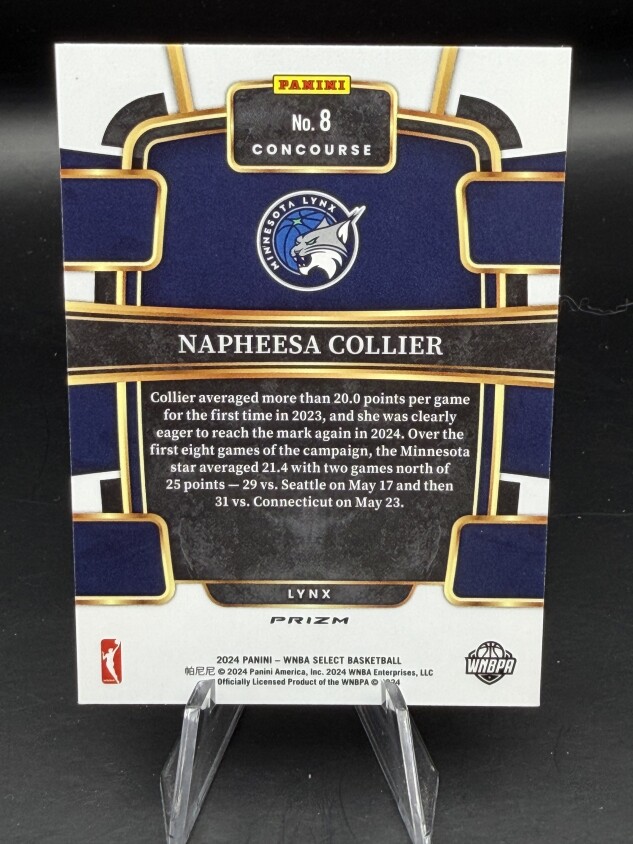 PANINI
No. 8
CONCOURSE
MINNESOTA LYNX
NAPHEESA COLLIER
Collier averaged more than 20.0 points per game
for the first time in 2023, and she was clearly
eager to reach the mark again in 2024. Over the
first eight games of the campaign, the Minnesota
star averaged 21.4 with two games north of
25 points — 29 vs. Seattle on May 17 and then
31 vs. Connecticut on May 23.
LYNX
PRIZM
2024 PANINI – WNBA SELECT BASKETBALL
帕尼尼 © 2024 Panini America, Inc. 2024 WNBA Enterprises, LLC
Officially Licensed Product of the WNBPA ©
WNBPA